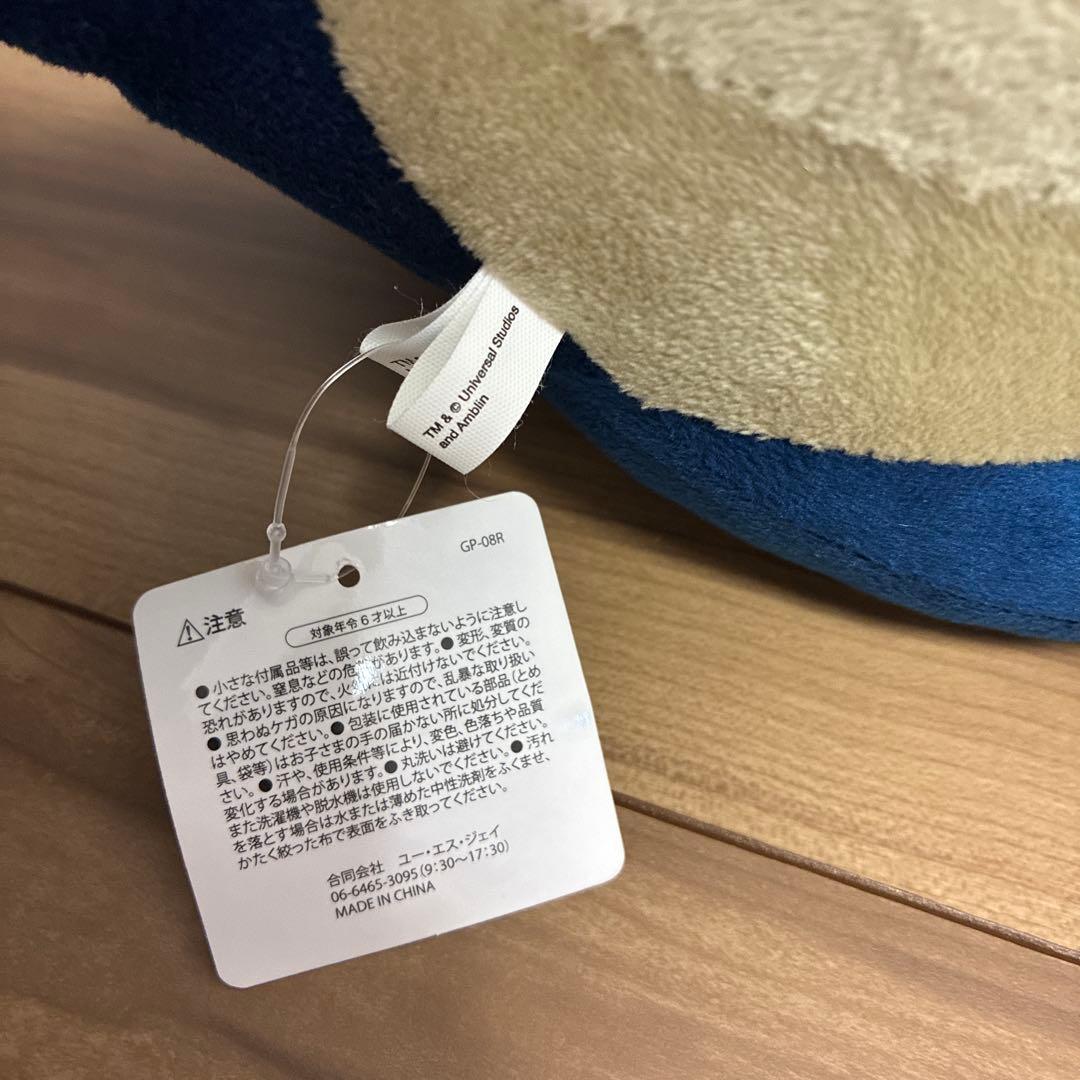 TM
TM & © Universal Studios
and Amblin
GP-08R
注意
対象年令6才以上
●小さな付属品等は、誤って飲み込まないように注意し
てください。窒息などの危険があります。●変形、変質の
恐れがありますので、火気には近付けないでください。
●思わぬケガの原因になりますので、乱暴な取り扱い
はやめてください。●包装に使用されている部品(とめ
具、袋等)はお子さまの手の届かない所に処分してくだ
さい。●汗や、使用条件等により、変色、色落ちや品質
変化する場合があります。●丸洗いは避けてください。
また洗濯機や脱水機は使用しないでください。●汚れ
を落とす場合は水または薄めた中性洗剤をふくませ、
かたく絞った布で表面をふき取ってください。
合同会社 ユー・エス・ジェイ
06-6465-3095(9:30〜17:30)
MADE IN CHINA